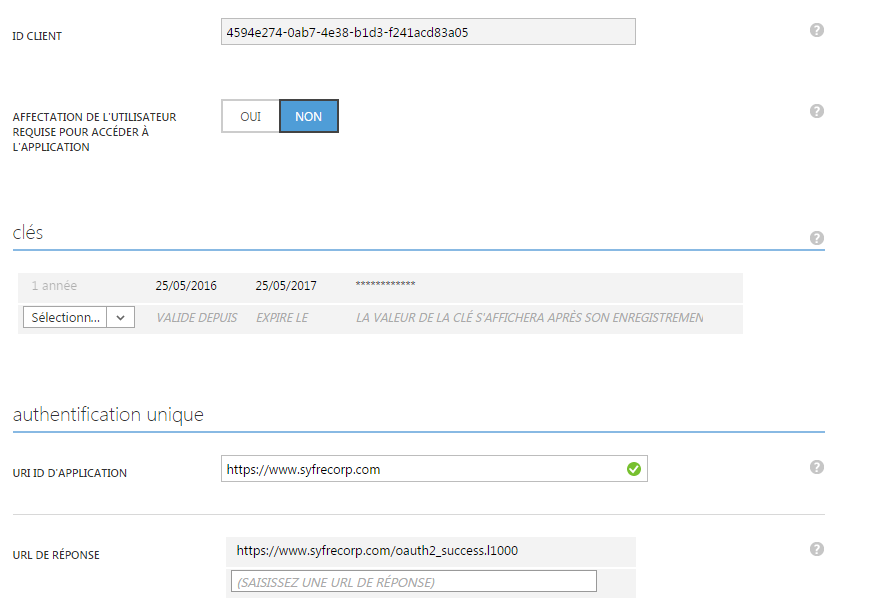 ID CLIENT
4594e274-0ab7-4e38-b1d3-f241acd83a05
?
AFFECTATION DE L'UTILISATEUR
REQUISE POUR ACCÉDER À
L'APPLICATION
OUI NON
?
clés
?
1 année 25/05/2016 25/05/2017 ************
Sélectionn... VALIDE DEPUIS EXPIRE LE LA VALEUR DE LA CLÉ S'AFFICHERA APRÈS SON ENREGISTREMEN
authentification unique
URI ID D'APPLICATION
https://www.syfrecorp.com
?
URL DE RÉPONSE
https://www.syfrecorp.com/oauth2_success.l1000
?
(SAISISSEZ UNE URL DE RÉPONSE)